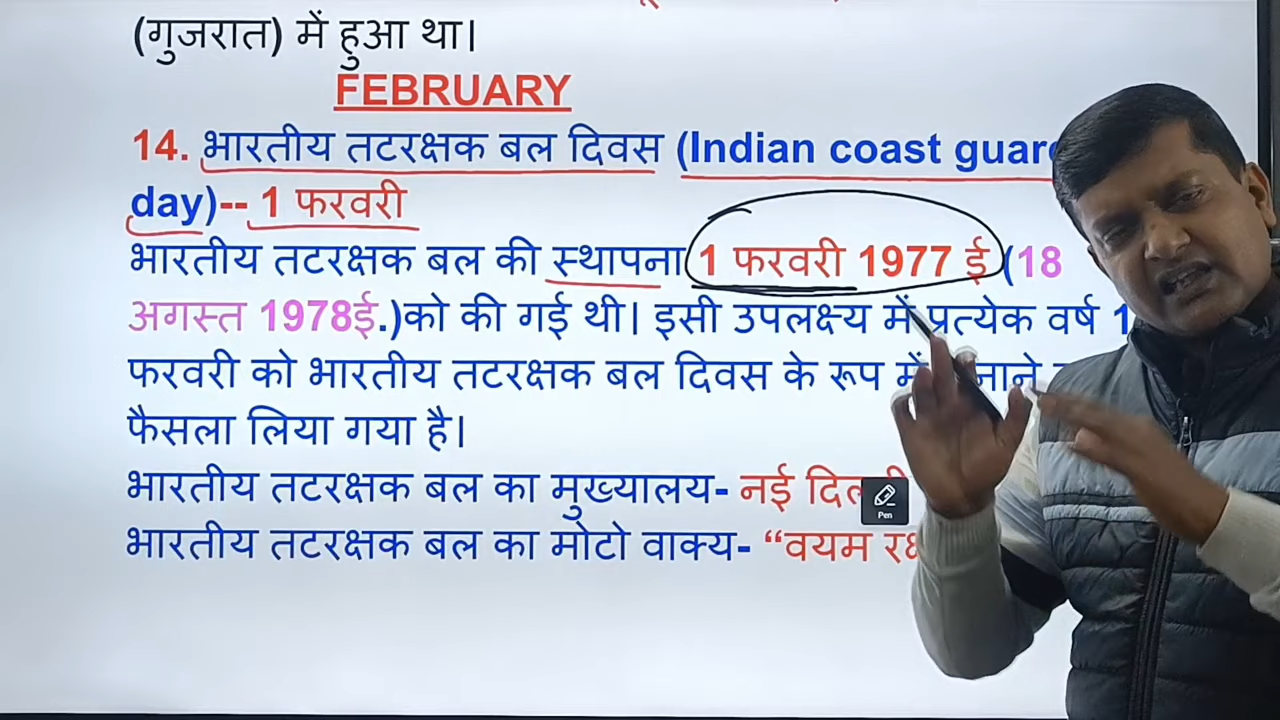 (गुजरात) में हुआ था।
FEBRUARY
14. भारतीय तटरक्षक बल दिवस (Indian coast
day)-- 1 फरवरी
भारतीय तटरक्षक बल की स्थापना 1 फरवरी 1977 ई (18
अगस्त 1978ई.)को की गई थी। इसी उपलक्ष्य में प्रत्येक वर्ष 1
फरवरी को भारतीय तटरक्षक बल दिवस के रूप में
फैसला लिया गया है।
भारतीय तटरक्षक बल का मुख्यालय- नई
Pen
भारतीय तटरक्षक बल का मोटो वाक्य- “वयम